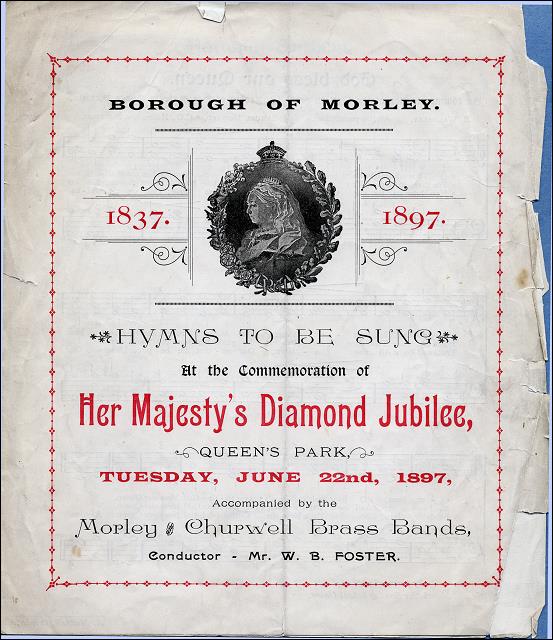 BOROUGH OF MORLEY.
1837.
1897.
HYMNS TO BE SUNG
At the Commemoration of
Her Majesty's Diamond Jubilee,
QUEEN'S PARK,
TUESDAY, JUNE 22nd, 1897,
Accompanied by the
Morley & Churwell Brass Bands,
Conductor - Mr. W. B. FOSTER.